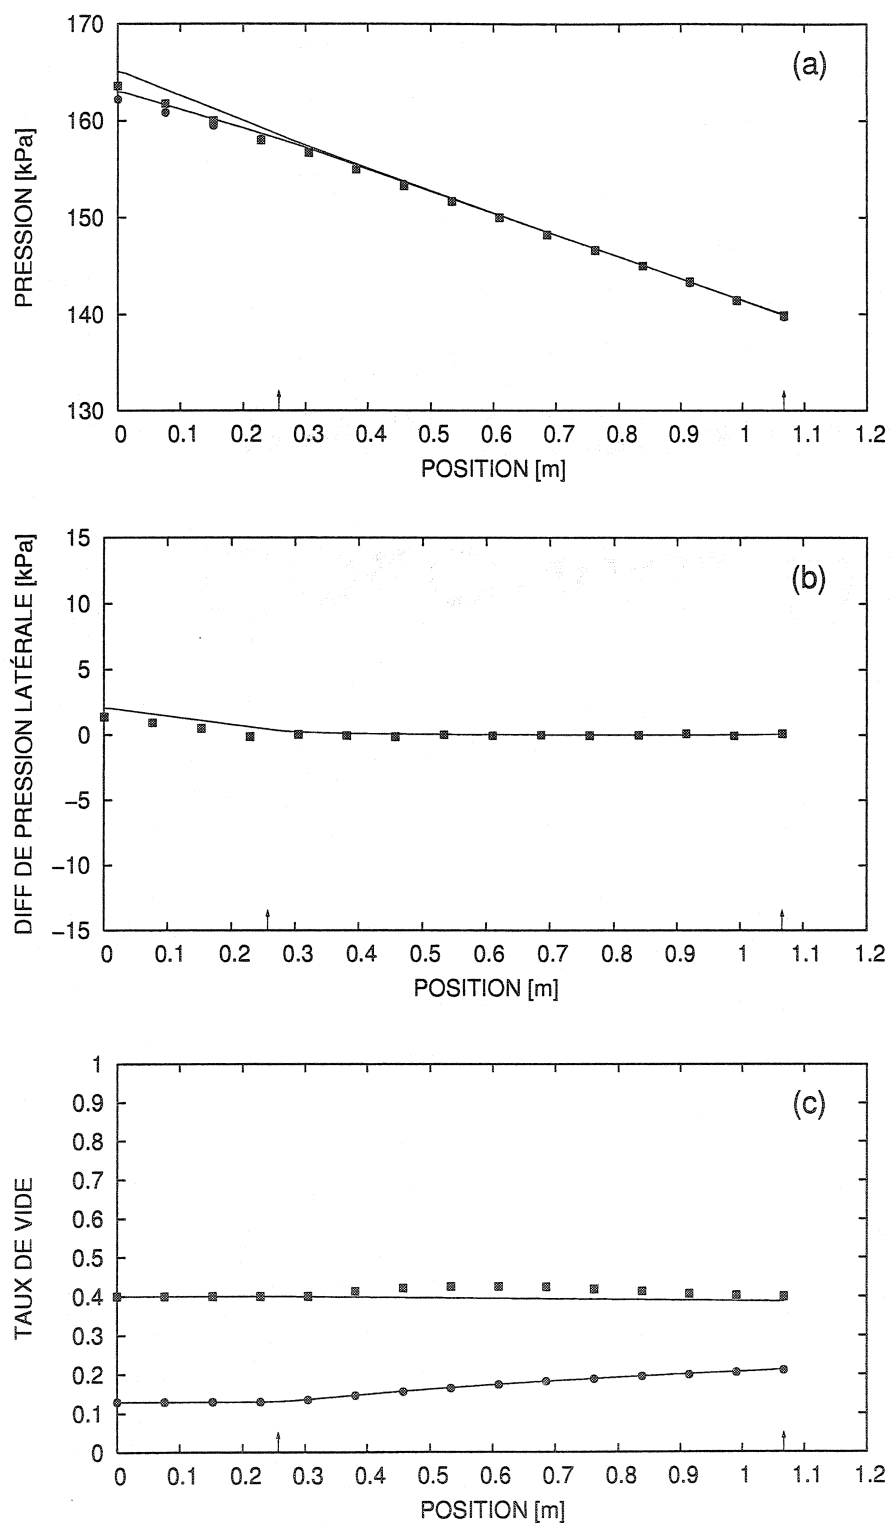 170
(a)
160
PRESSION [kPa]
150
140
130
0 0.1 0.2 0.3 0.4 0.5 0.6 0.7 0.8 0.9 1 1.1 1.2
POSITION [m]
15
(b)
10
DIFF DE PRESSION LATÉRALE [kPa]
5
0
−5
−10
−15
0 0.1 0.2 0.3 0.4 0.5 0.6 0.7 0.8 0.9 1 1.1 1.2
POSITION [m]
1
(c)
0.9
0.8
0.7
TAUX DE VIDE
0.6
0.5
0.4
0.3
0.2
0.1
0
0 0.1 0.2 0.3 0.4 0.5 0.6 0.7 0.8 0.9 1 1.1 1.2
POSITION [m]